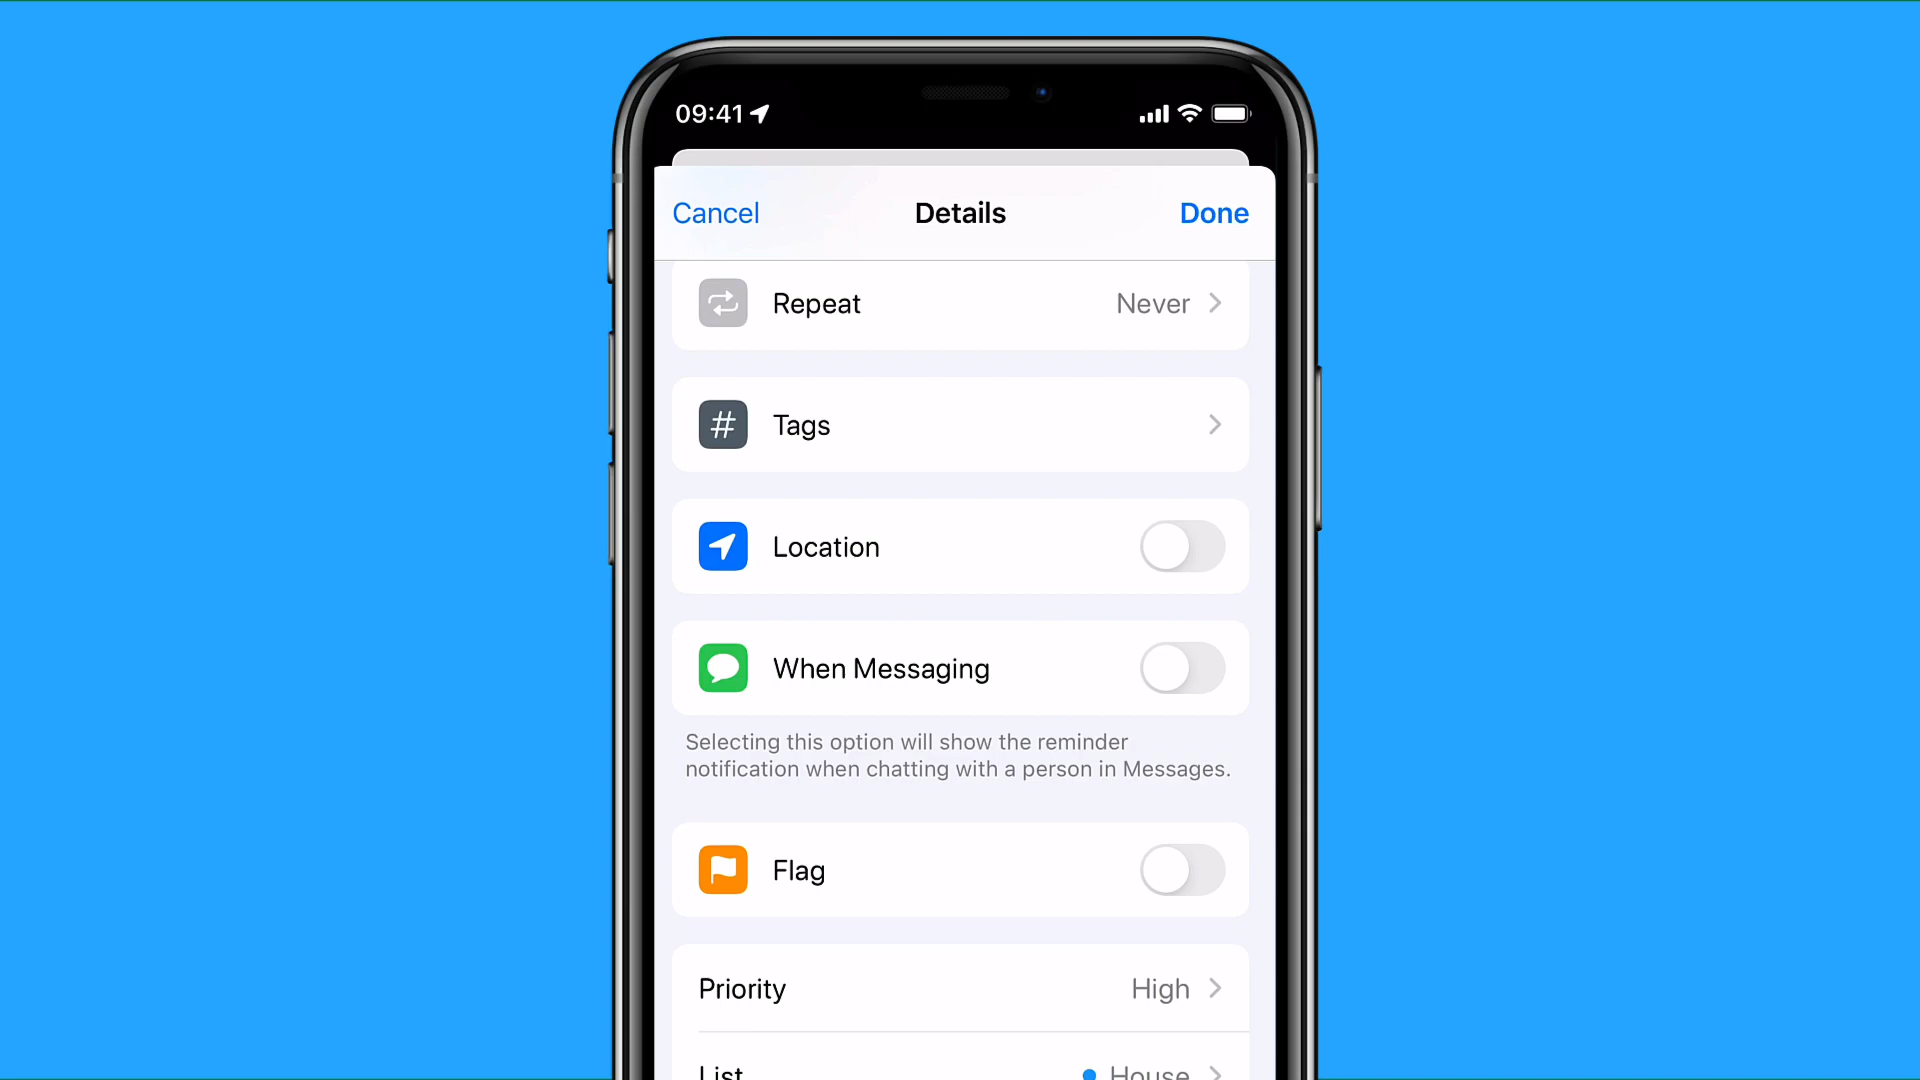 09:41
Cancel Details Done
Repeat Never
# Tags
Location
When Messaging
Selecting this option will show the reminder
notification when chatting with a person in Messages.
Flag
Priority High
List House